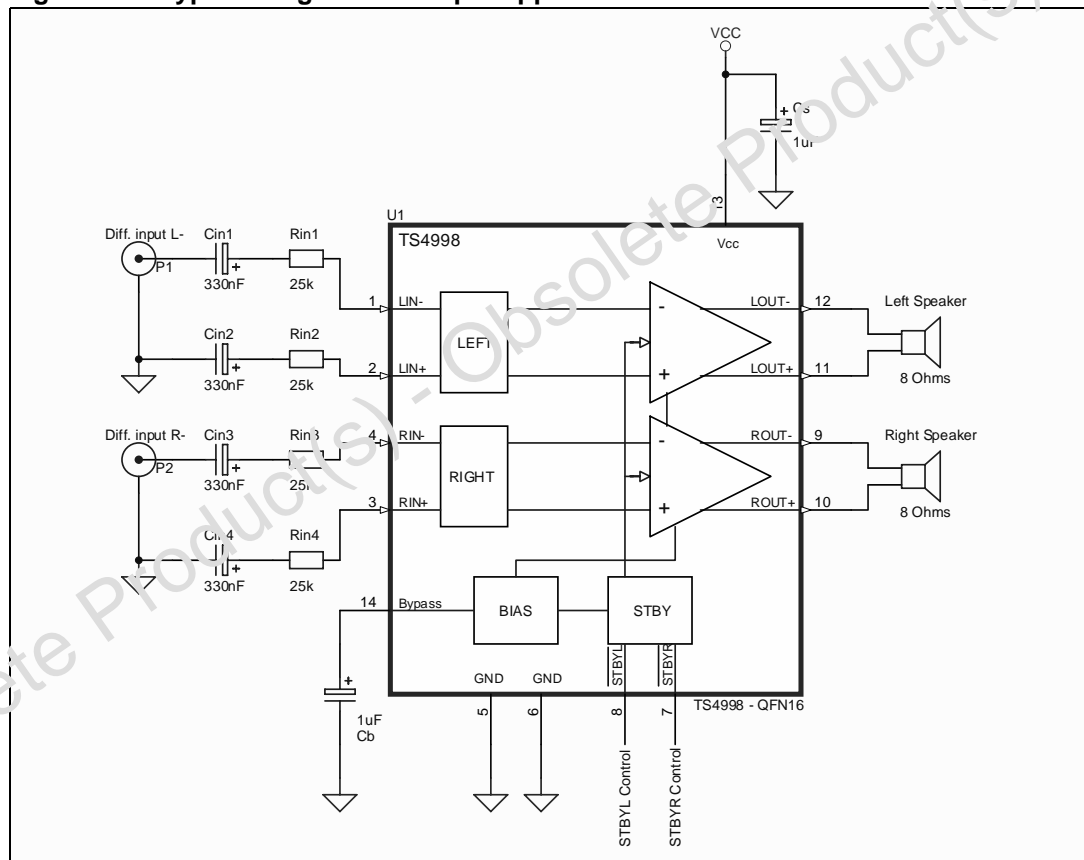 VCC
+ Cs
1uF
13
U1
TS4998
Vcc
Diff. input L-
P1
Cin1
+
330nF
Rin1
25k
1
LIN-
LEFT
-
LOUT-
12
Left Speaker
8 Ohms
Cin2
+
330nF
Rin2
25k
2
LIN+
+
LOUT+
11
Diff. input R-
P2
Cin3
+
330nF
Rin3
4
RIN-
RIGHT
-
ROUT-
9
Right Speaker
8 Ohms
Cin4
+
330nF
Rin4
25k
3
RIN+
+
ROUT+
10
14
Bypass
BIAS
STBY
+
1uF
Cb
GND
GND
STBYL
STBYR
5
6
8
7
TS4998 - QFN16
STBYL Control
STBYR Control
Obsolete Product(s) - Obsolete Product(s)